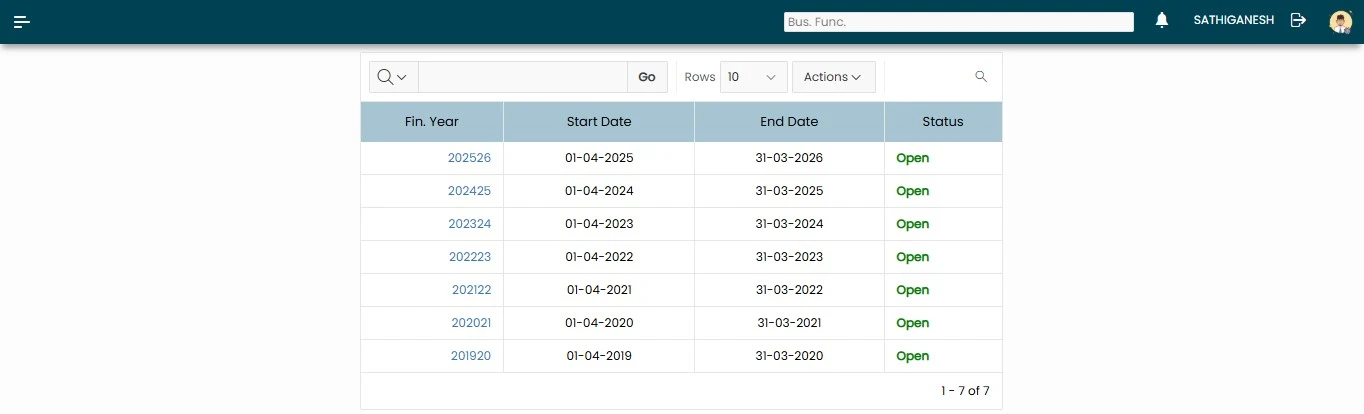 Bus. Func. SATHIGANESH
Go Rows 10 Actions
Fin. Year Start Date End Date Status
202526 01-04-2025 31-03-2026 Open
202425 01-04-2024 31-03-2025 Open
202324 01-04-2023 31-03-2024 Open
202223 01-04-2022 31-03-2023 Open
202122 01-04-2021 31-03-2022 Open
202021 01-04-2020 31-03-2021 Open
201920 01-04-2019 31-03-2020 Open
1 - 7 of 7